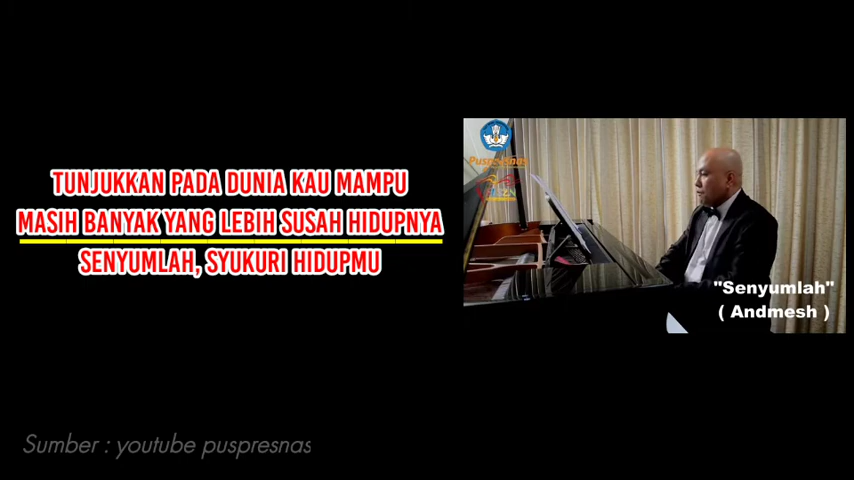 TUNJUKKAN PADA DUNIA KAU MAMPU
MASIH BANYAK YANG LEBIH SUSAH HIDUPNYA
SENYUMLAH, SYUKURI HIDUPMU
Puspresnas
"Senyumlah"
( Andmesh )
Sumber : youtube puspresnas